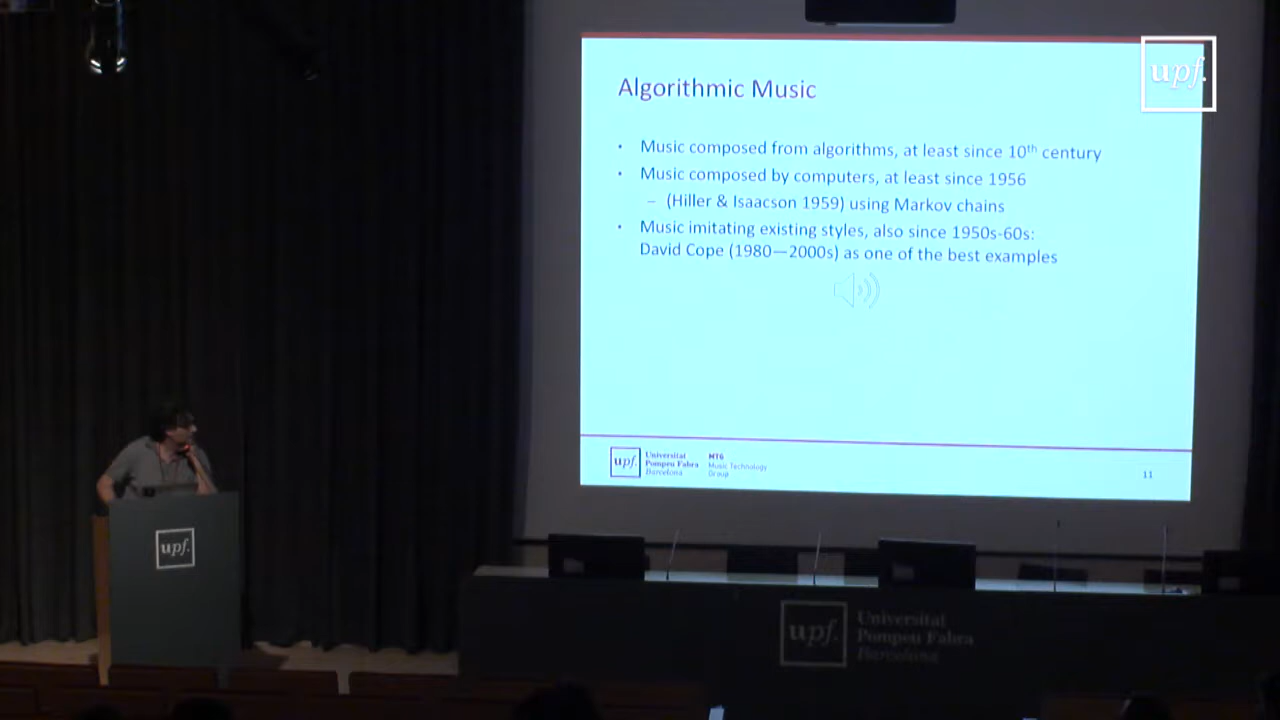 Algorithmic Music
upf.
• Music composed from algorithms, at least since 10th century
• Music composed by computers, at least since 1956
– (Hiller & Isaacson 1959) using Markov chains
• Music imitating existing styles, also since 1950s-60s:
David Cope (1980—2000s) as one of the best examples
upf.
Universitat
Pompeu Fabra
Barcelona
MTG
Music Technology
Group
11
upf.
upf.
Universitat
Pompeu Fabra
Barcelona